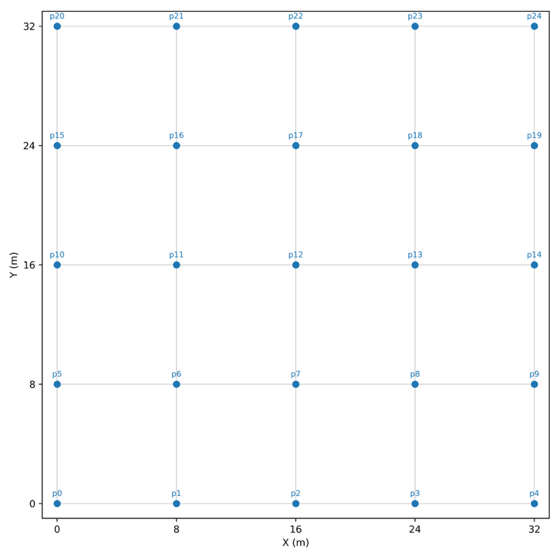 p20 p21 p22 p23 p24
32
p15 p16 p17 p18 p19
24
p10 p11 p12 p13 p14
16
p5 p6 p7 p8 p9
8
p0 p1 p2 p3 p4
0
0 8 16 24 32
X (m)
Y (m)